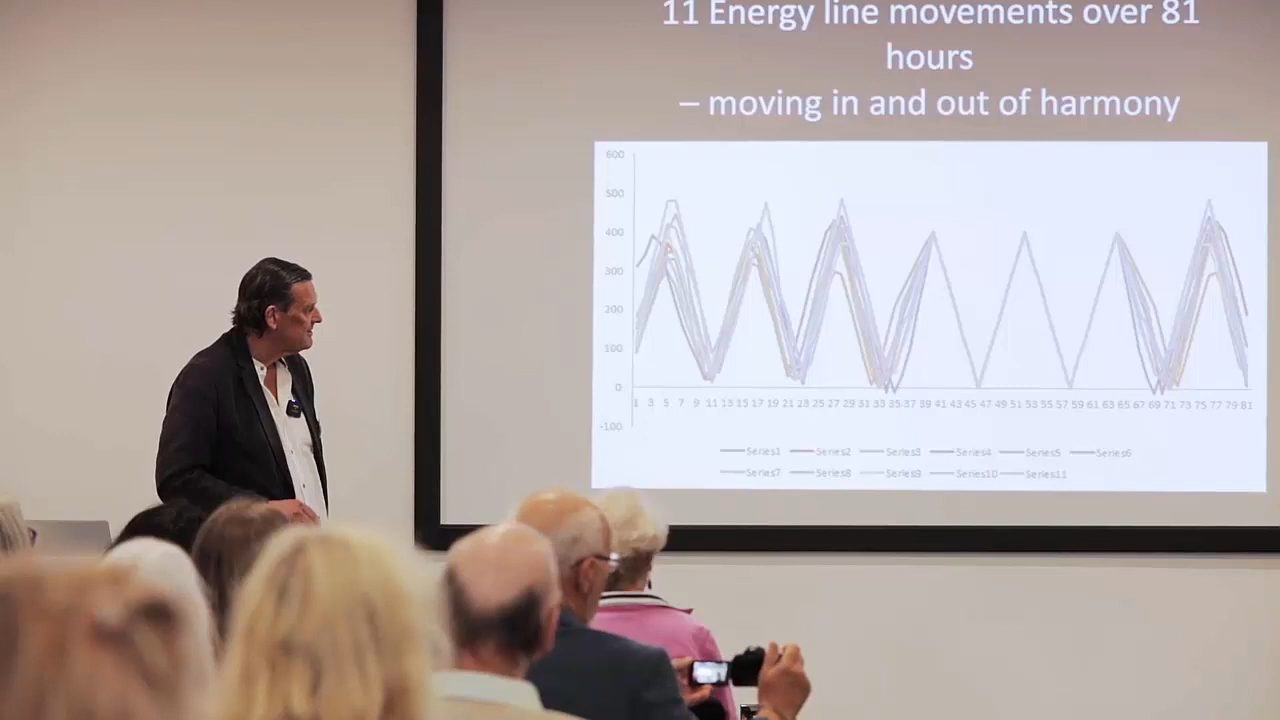 11 Energy line movements over 81
hours
– moving in and out of harmony
600
500
400
300
200
100
0
-100
1 3 5 7 9 11 13 15 17 19 21 23 25 27 29 31 33 35 37 39 41 43 45 47 49 51 53 55 57 59 61 63 65 67 69 71 73 75 77 79 81
Series1 Series2 Series3 Series4 Series5 Series6
Series7 Series8 Series9 Series10 Series11